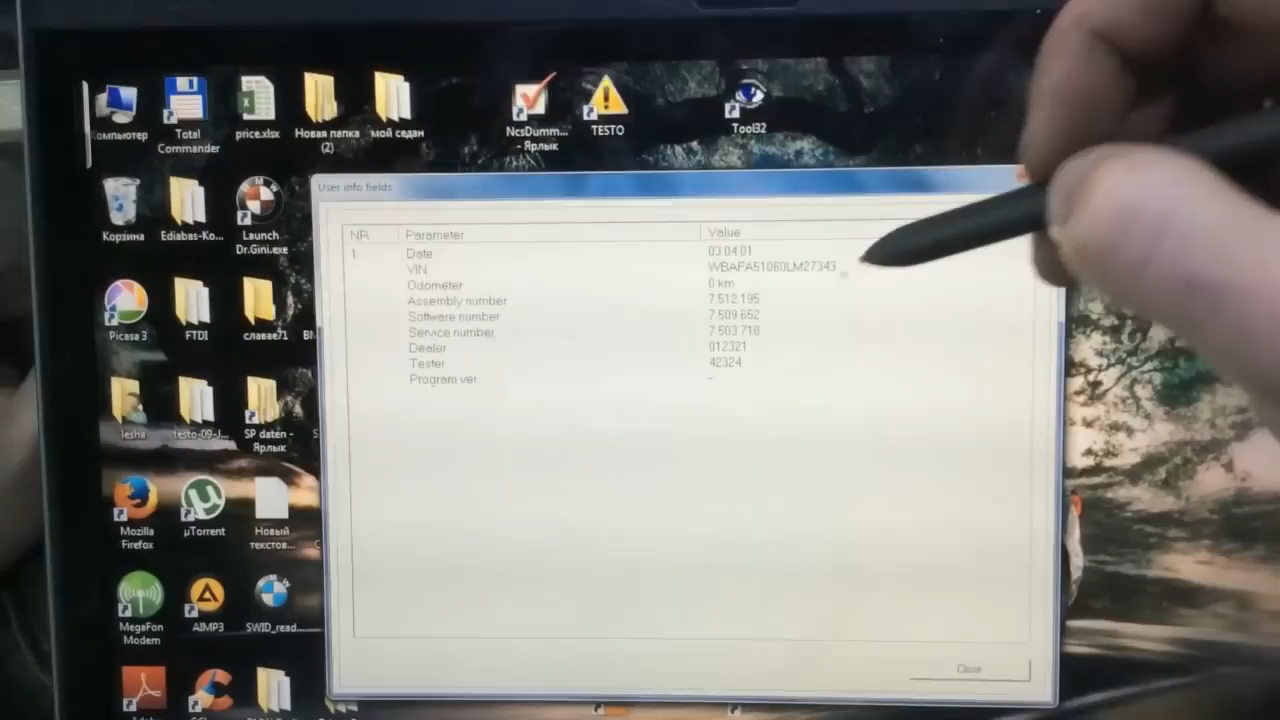 Компьютер
Total
Commander
price.xlsx
Новая папка
(2)
мой седан
NcsDumm...
- Ярлык
TESTO
Tool32
Корзина
Ediabas-Ko...
Launch
Dr.Gini.exe
Picasa 3
FTDI
славае71
lesha
testo-09-J...
SP daten -
Ярлык
Mozilla
Firefox
µTorrent
Новый
текстов...
MegaFon
Modem
AIMP3
SWID_read...
User info fields
NR Parameter Value
1 Date 03.04.01
VIN WBAFA51060LM27343
Odometer 0 km
Assembly number 7 512 195
Software number 7 509 652
Service number 7 503 718
Dealer 012321
Tester 42324
Program ver -
Close